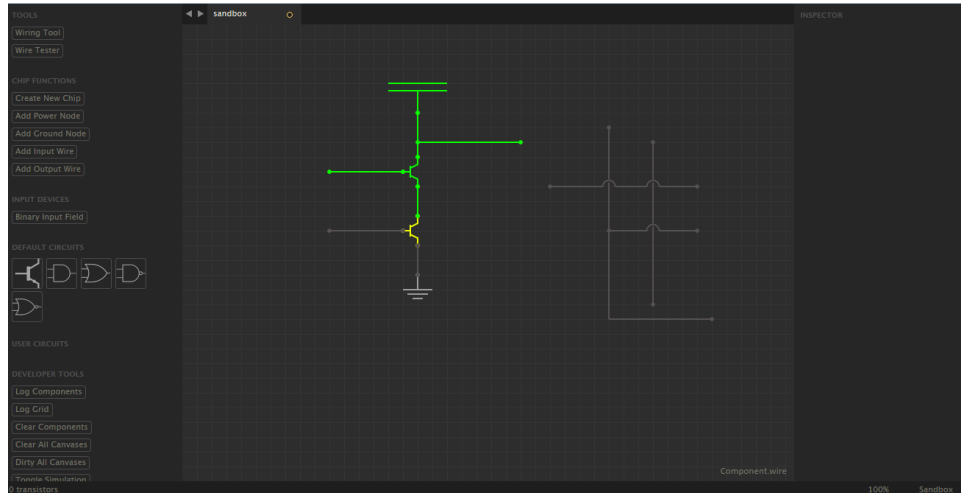 TOOLS
Wiring Tool
Wire Tester
CHIP FUNCTIONS
Create New Chip
Add Power Node
Add Ground Node
Add Input Wire
Add Output Wire
INPUT DEVICES
Binary Input Field
DEFAULT CIRCUITS
USER CIRCUITS
DEVELOPER TOOLS
Log Components
Log Grid
Clear Components
Clear All Canvases
Dirty All Canvases
Toggle Simulation
0 transistors
sandbox
Component.wire
INSPECTOR
100% Sandbox